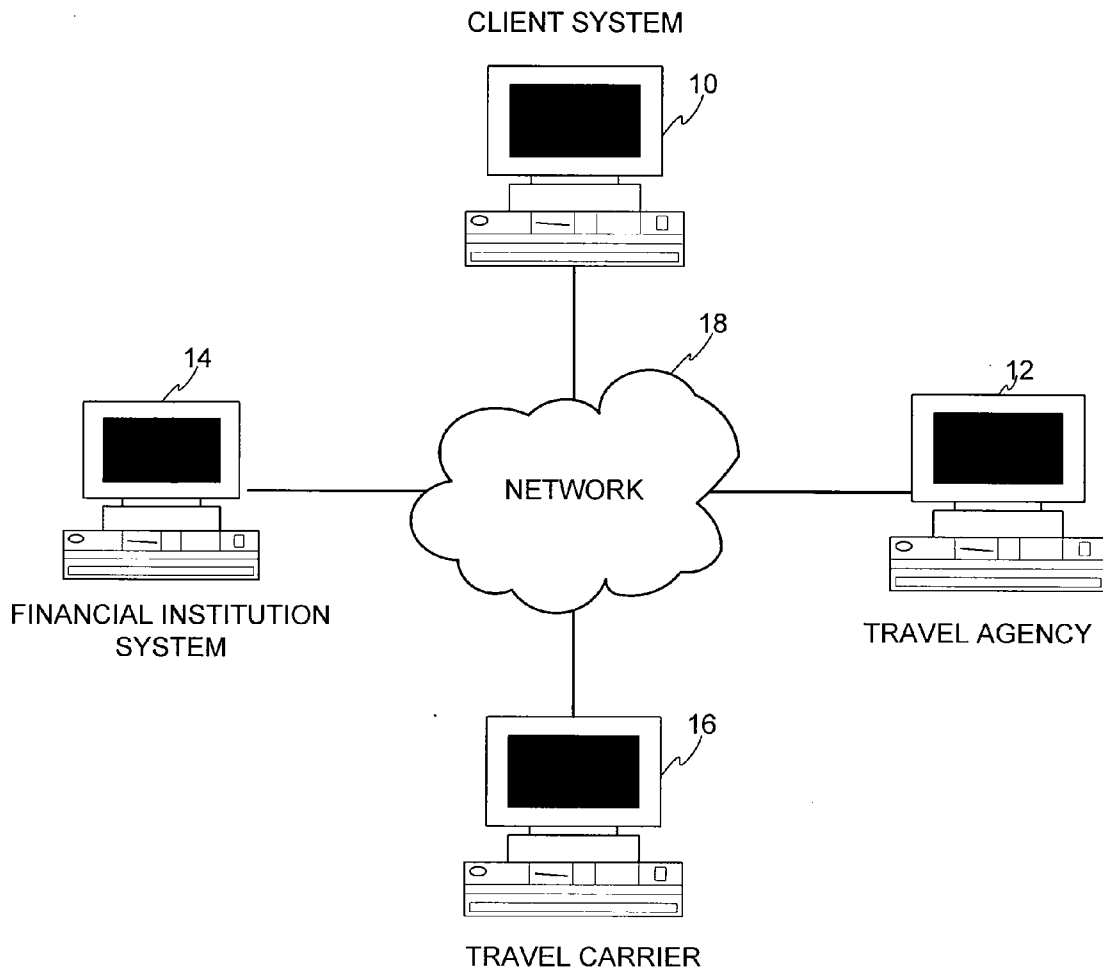 CLIENT SYSTEM
10
18
14
12
NETWORK
FINANCIAL INSTITUTION
SYSTEM
TRAVEL AGENCY
16
TRAVEL CARRIER